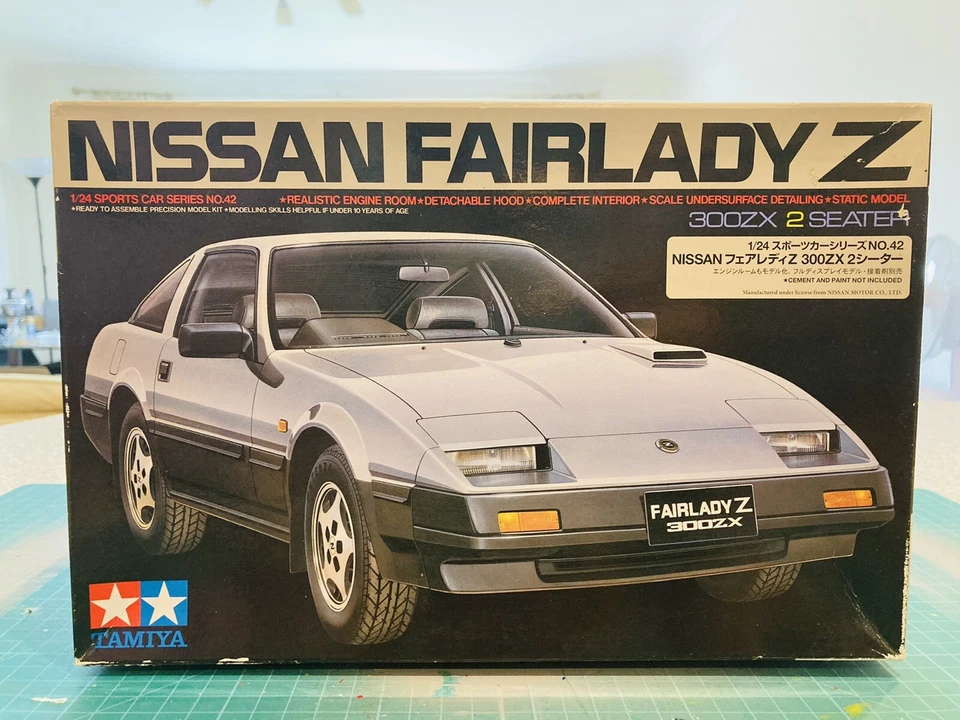 NISSAN FAIRLADY Z
1/24 SPORTS CAR SERIES NO.42 ★REALISTIC ENGINE ROOM★DETACHABLE HOOD★COMPLETE INTERIOR★SCALE UNDERSURFACE DETAILING★STATIC MODEL
★READY TO ASSEMBLE PRECISION MODEL KIT★MODELLING SKILLS HELPFUL IF UNDER 10 YEARS OF AGE
300ZX 2 SEATER
1/24 スポーツカーシリーズ NO.42
NISSAN フェアレディZ 300ZX 2シーター
エンジンルームもモデル化、フルディスプレイモデル・接着剤別売
★CEMENT AND PAINT NOT INCLUDED
Manufactured under license from NISSAN MOTOR CO., LTD.
FAIRLADY Z
300ZX
TAMIYA